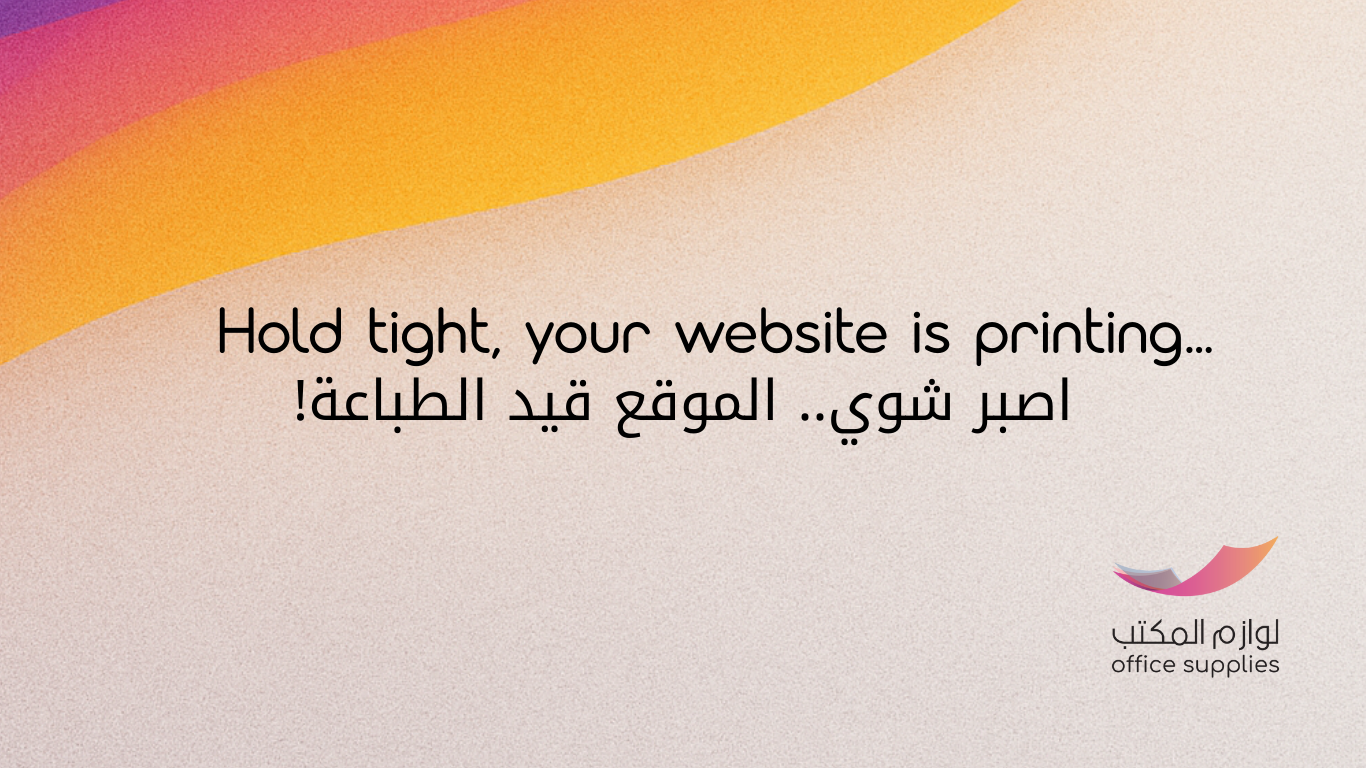 Hold tight, your website is printing...
اصبر شوي.. الموقع قيد الطباعة!
لوازم المكتب
office supplies